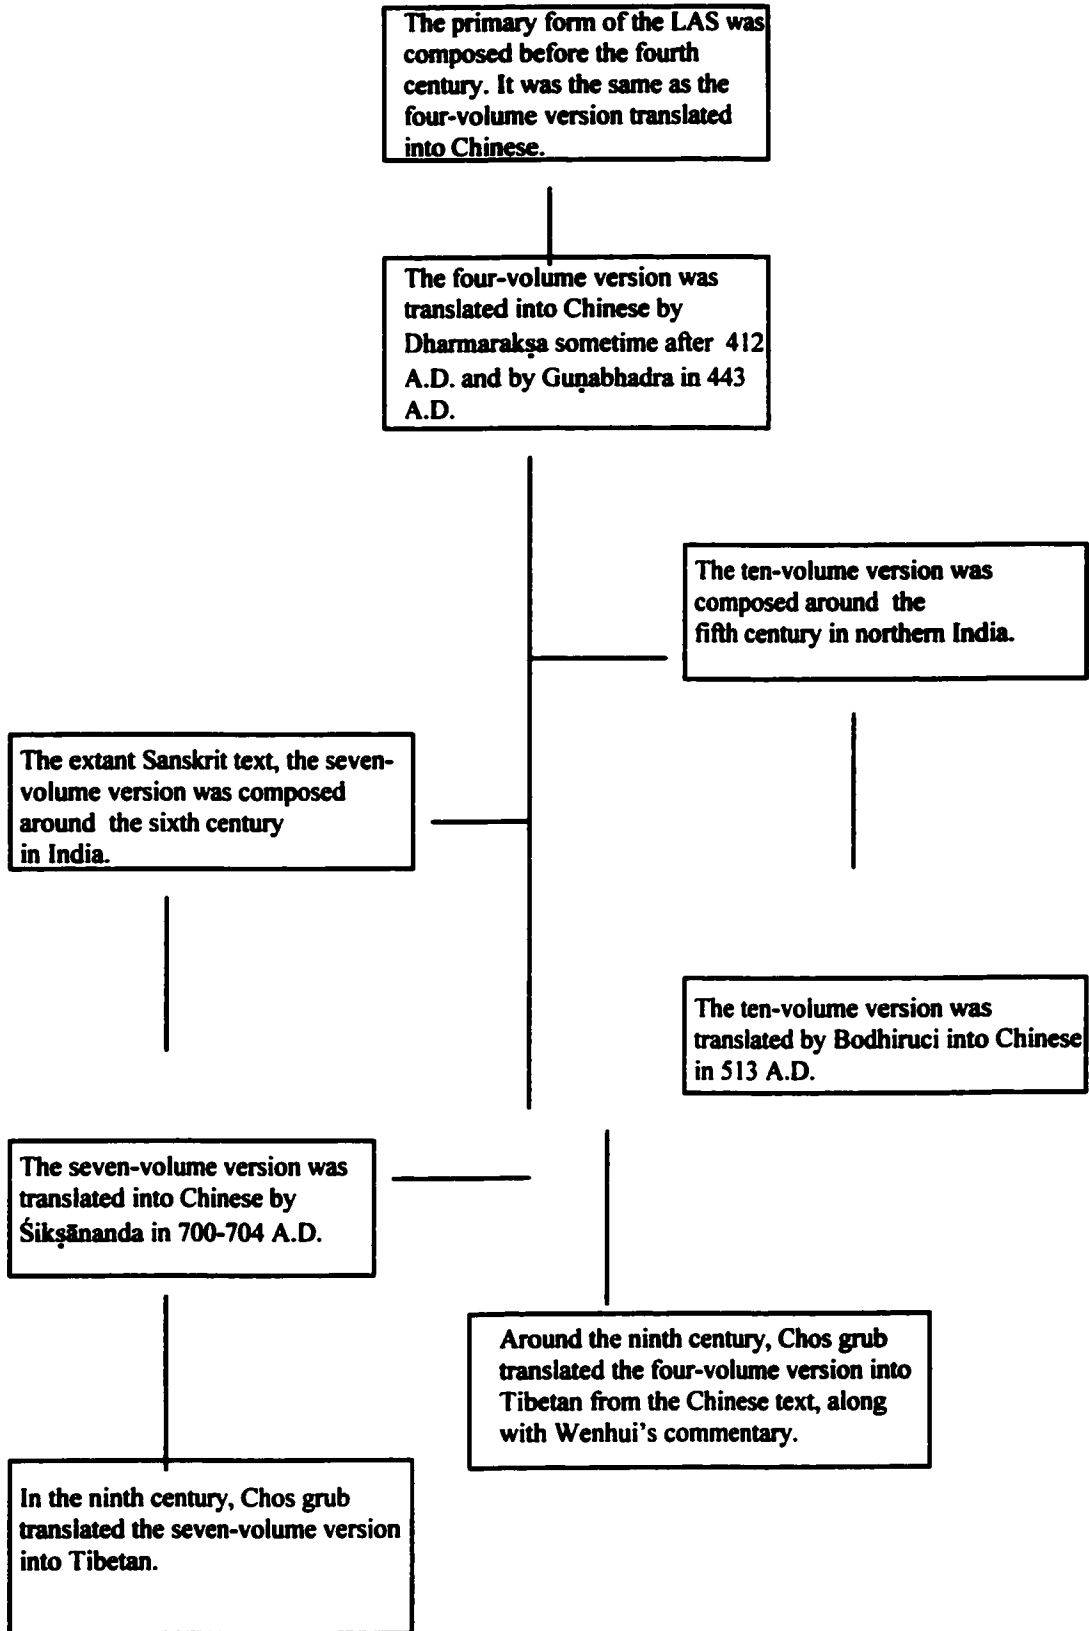 The primary form of the LAS was
composed before the fourth
century. It was the same as the
four-volume version translated
into Chinese.
The four-volume version was
translated into Chinese by
Dharmarakṣa sometime after 412
A.D. and by Guṇabhadra in 443
A.D.
The ten-volume version was
composed around the
fifth century in northern India.
The extant Sanskrit text, the seven-
volume version was composed
around the sixth century
in India.
The ten-volume version was
translated by Bodhiruci into Chinese
in 513 A.D.
The seven-volume version was
translated into Chinese by
Śikṣānanda in 700-704 A.D.
Around the ninth century, Chos grub
translated the four-volume version into
Tibetan from the Chinese text, along
with Wenhui's commentary.
In the ninth century, Chos grub
translated the seven-volume version
into Tibetan.